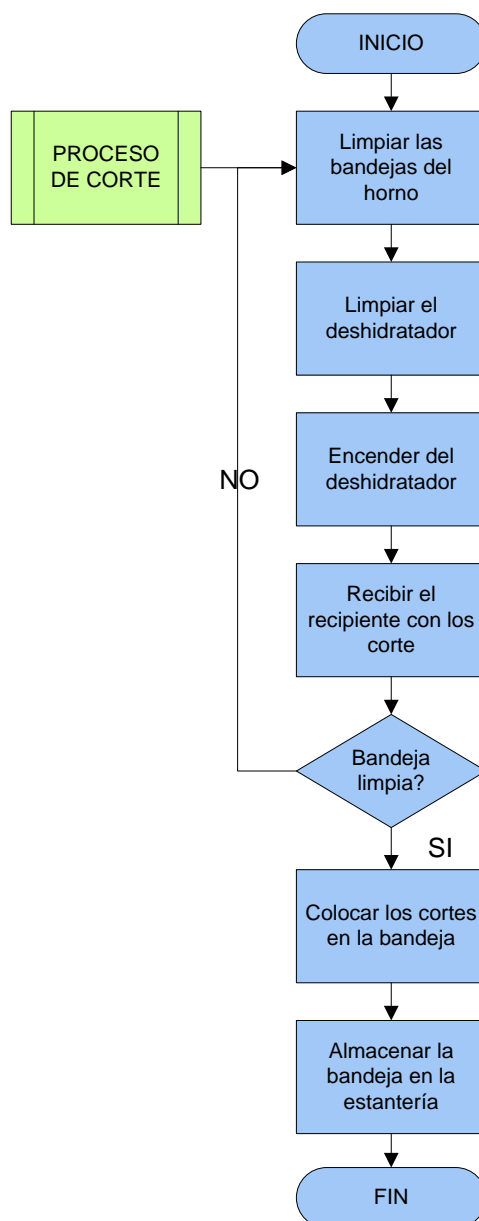 INICIO
PROCESO
DE CORTE
Limpiar las
bandejas del
horno
Limpiar el
deshidratador
Encender del
deshidratador
NO
Recibir el
recipiente con los
corte
Bandeja
limpia?
SI
Colocar los cortes
en la bandeja
Almacenar la
bandeja en la
estantería
FIN